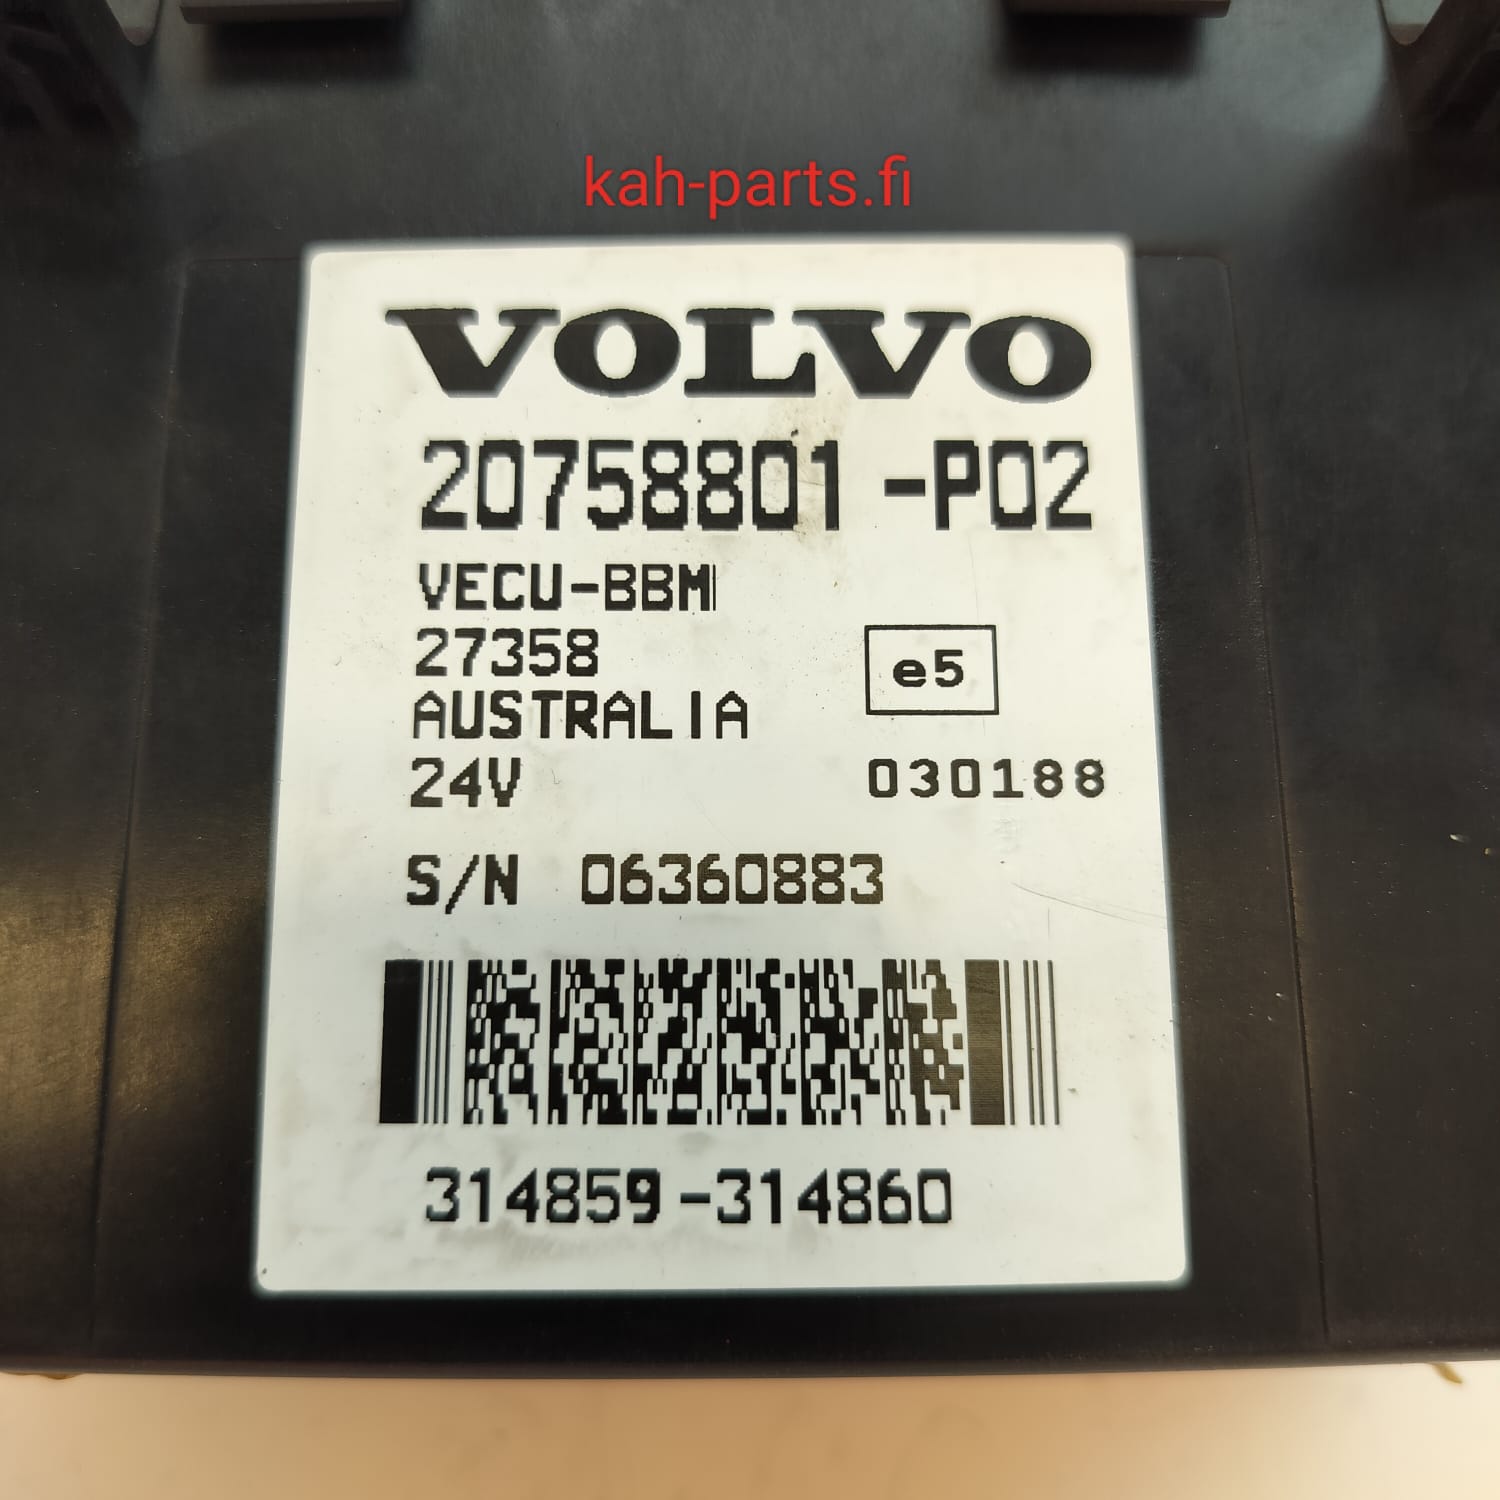 kah-parts.fi
VOLVO
20758801-P02
VECU-BBM
27358
AUSTRALIA
24V
e5
030188
S/N 06360883
314859-314860